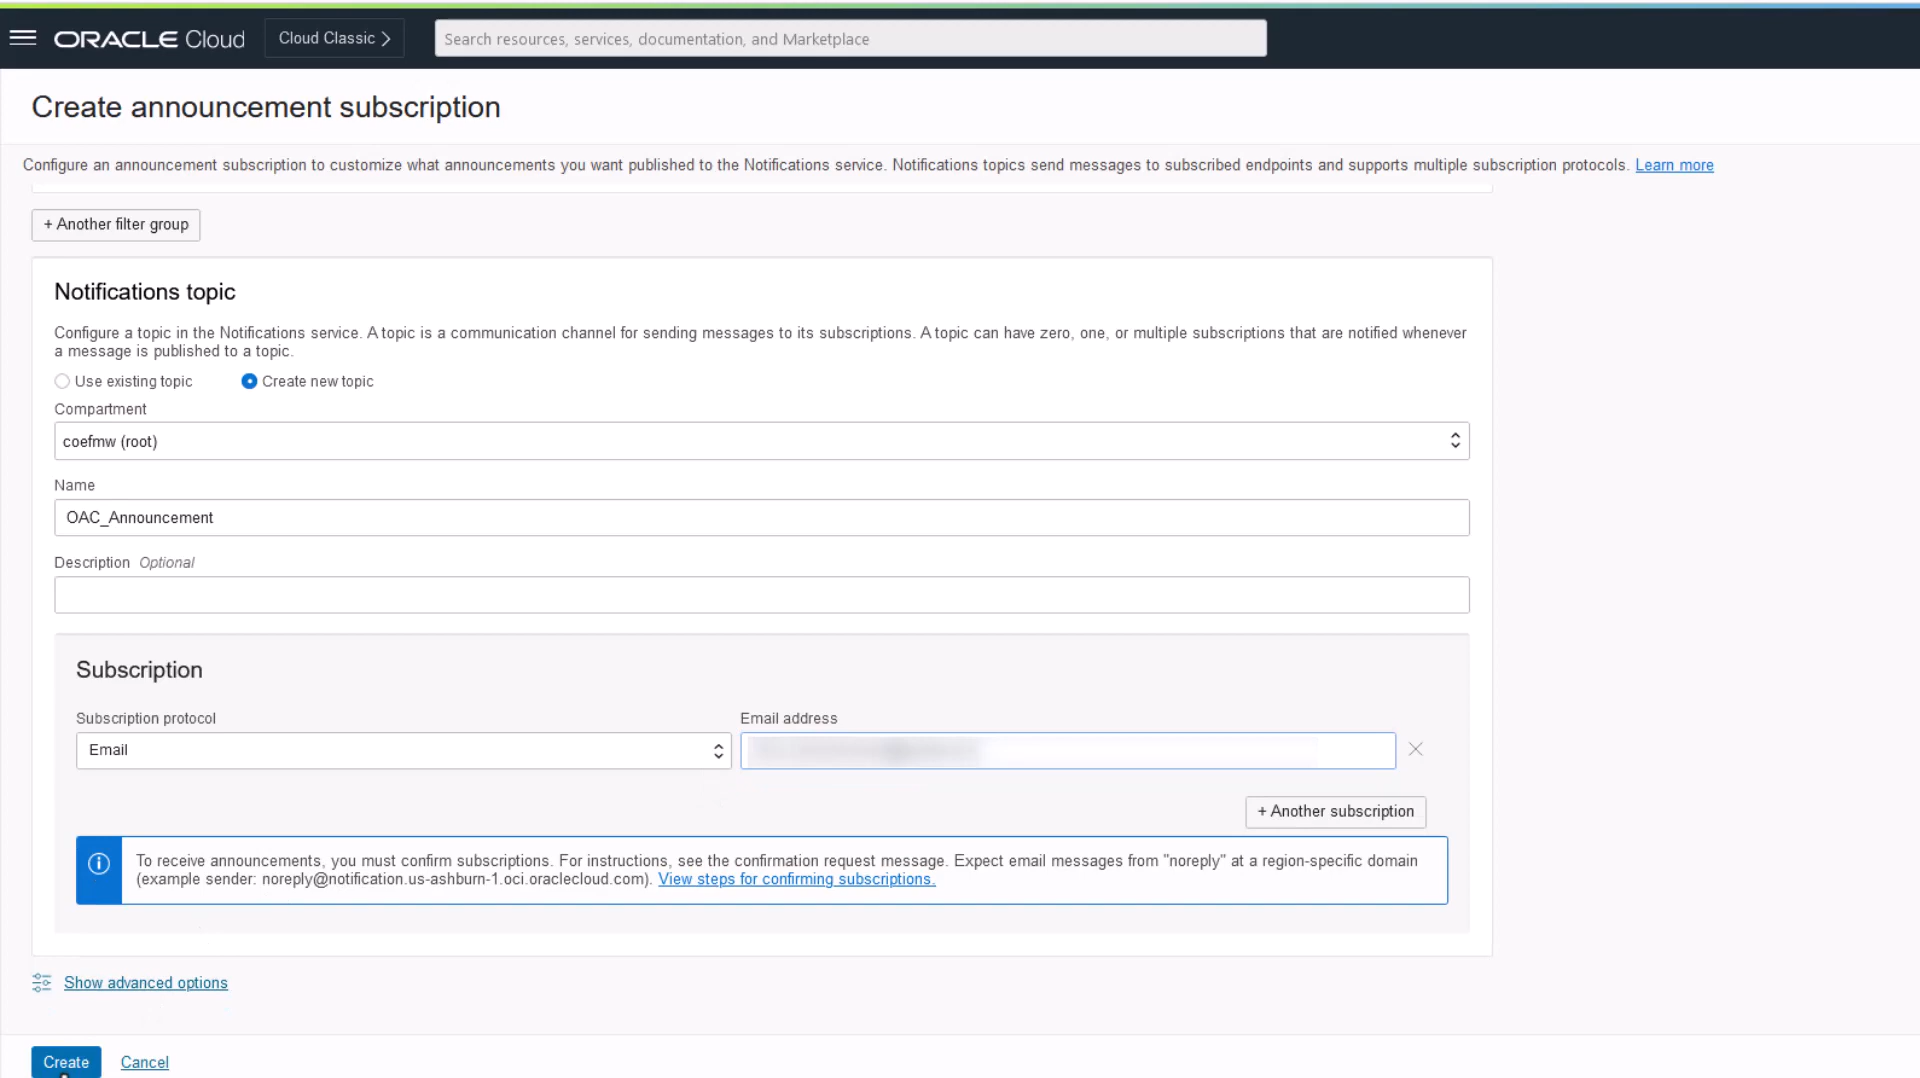 ORACLE Cloud
Cloud Classic
Search resources, services, documentation, and Marketplace
Create announcement subscription
Configure an announcement subscription to customize what announcements you want published to the Notifications service. Notifications topics send messages to subscribed endpoints and supports multiple subscription protocols. Learn more
+ Another filter group
Notifications topic
Configure a topic in the Notifications service. A topic is a communication channel for sending messages to its subscriptions. A topic can have zero, one, or multiple subscriptions that are notified whenever
a message is published to a topic.
Use existing topic
Create new topic
Compartment
coefmw (root)
Name
OAC_Announcement
Description Optional
Subscription
Subscription protocol
Email address
Email
+ Another subscription
To receive announcements, you must confirm subscriptions. For instructions, see the confirmation request message. Expect email messages from "noreply" at a region-specific domain
(example sender: noreply@notification.us-ashburn-1.oci.oraclecloud.com). View steps for confirming subscriptions.
Show advanced options
Create
Cancel